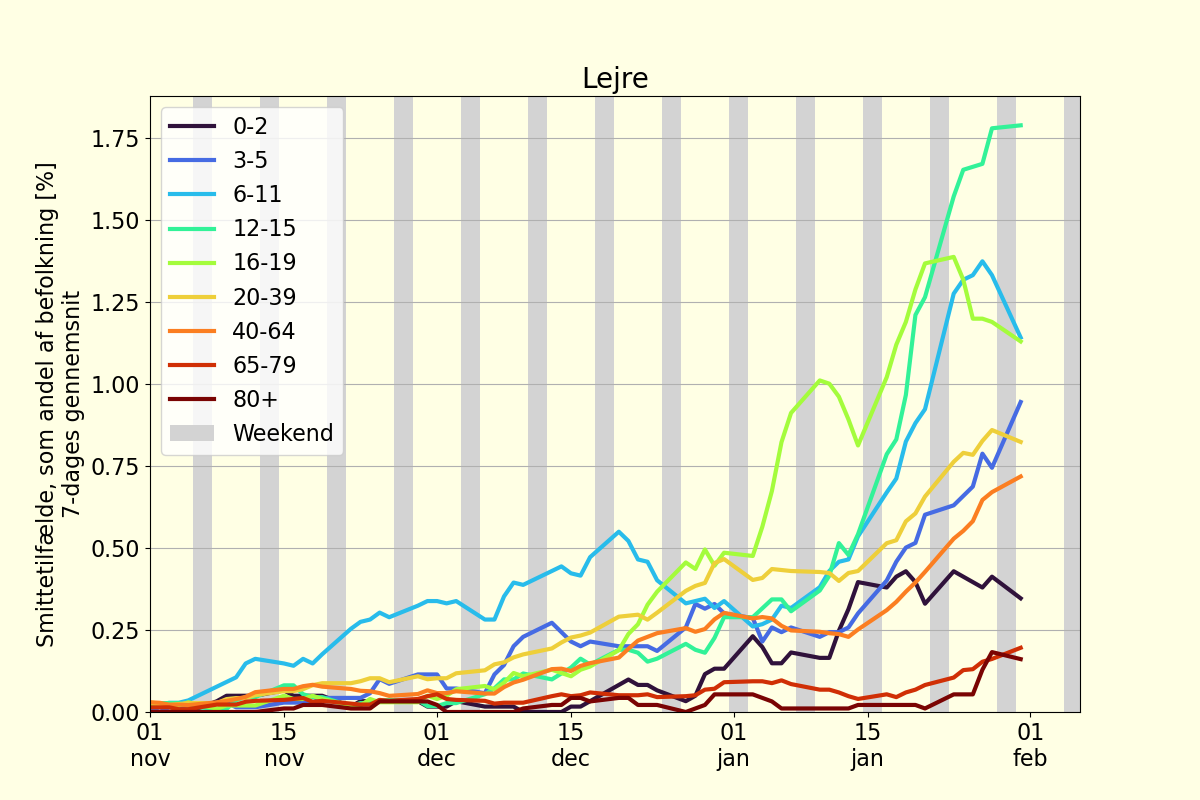 Lejre
Smittetilfælde, som andel af befolkning [%]
7-dages gennemsnit
1.75
1.50
1.25
1.00
0.75
0.50
0.25
0.00
0-2
3-5
6-11
12-15
16-19
20-39
40-64
65-79
80+
Weekend
01 15 01 15 01 15 01
nov nov dec dec jan jan feb